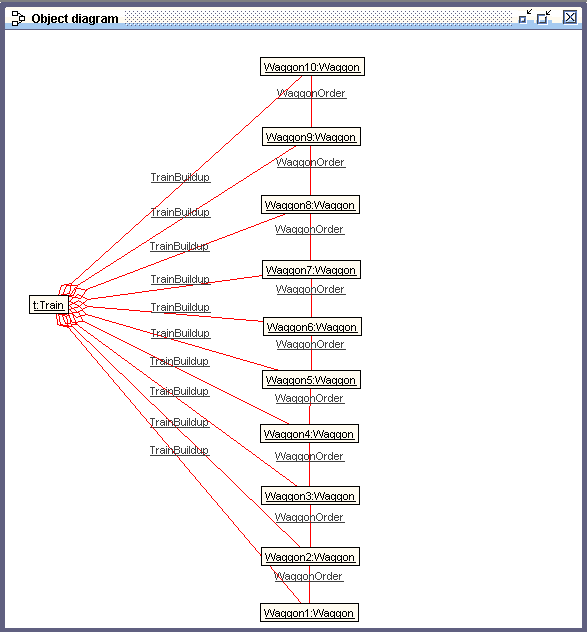 Object diagram
Waggon10:Waggon
WaggonOrder
Waggon9:Waggon
WaggonOrder
TrainBuildup
Waggon8:Waggon
TrainBuildup
WaggonOrder
TrainBuildup
Waggon7:Waggon
TrainBuildup
WaggonOrder
t:Train
TrainBuildup
Waggon6:Waggon
TrainBuildup
WaggonOrder
TrainBuildup
Waggon5:Waggon
TrainBuildup
WaggonOrder
TrainBuildup
Waggon4:Waggon
TrainBuildup
WaggonOrder
Waggon3:Waggon
WaggonOrder
Waggon2:Waggon
WaggonOrder
Waggon1:Waggon